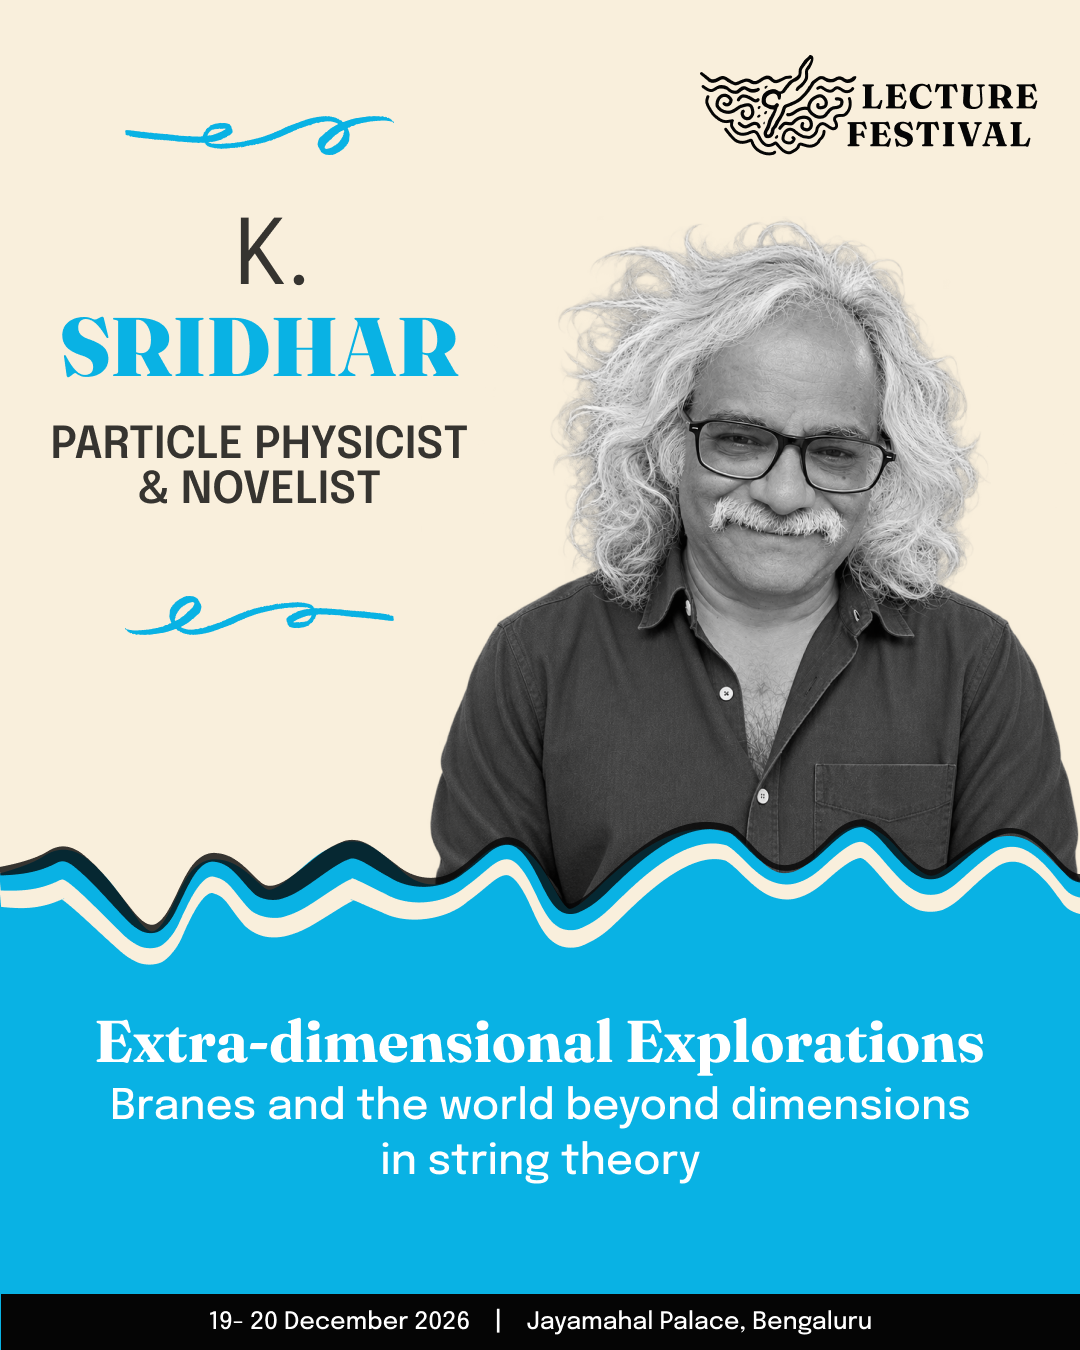 LECTURE
FESTIVAL
K.
SRIDHAR
PARTICLE PHYSICIST
& NOVELIST
Extra-dimensional Explorations
Branes and the world beyond dimensions
in string theory
19- 20 December 2026 | Jayamahal Palace, Bengaluru